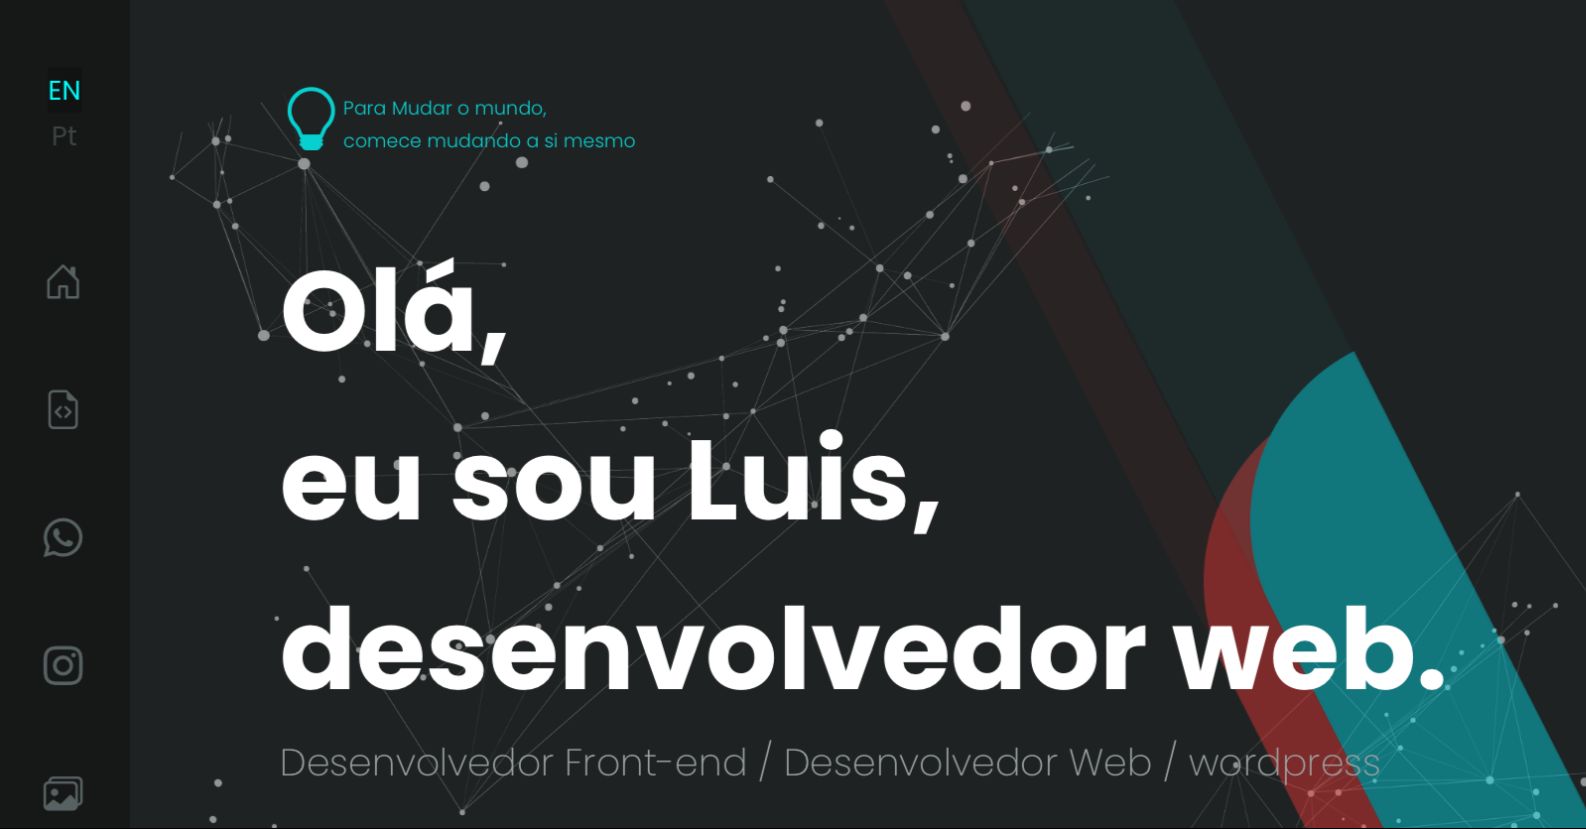 EN
Pt
Para Mudar o mundo,
comece mudando a si mesmo
Olá,
eu sou Luis,
desenvolvedor web.
Desenvolvedor Front-end / Desenvolvedor Web / wordpress